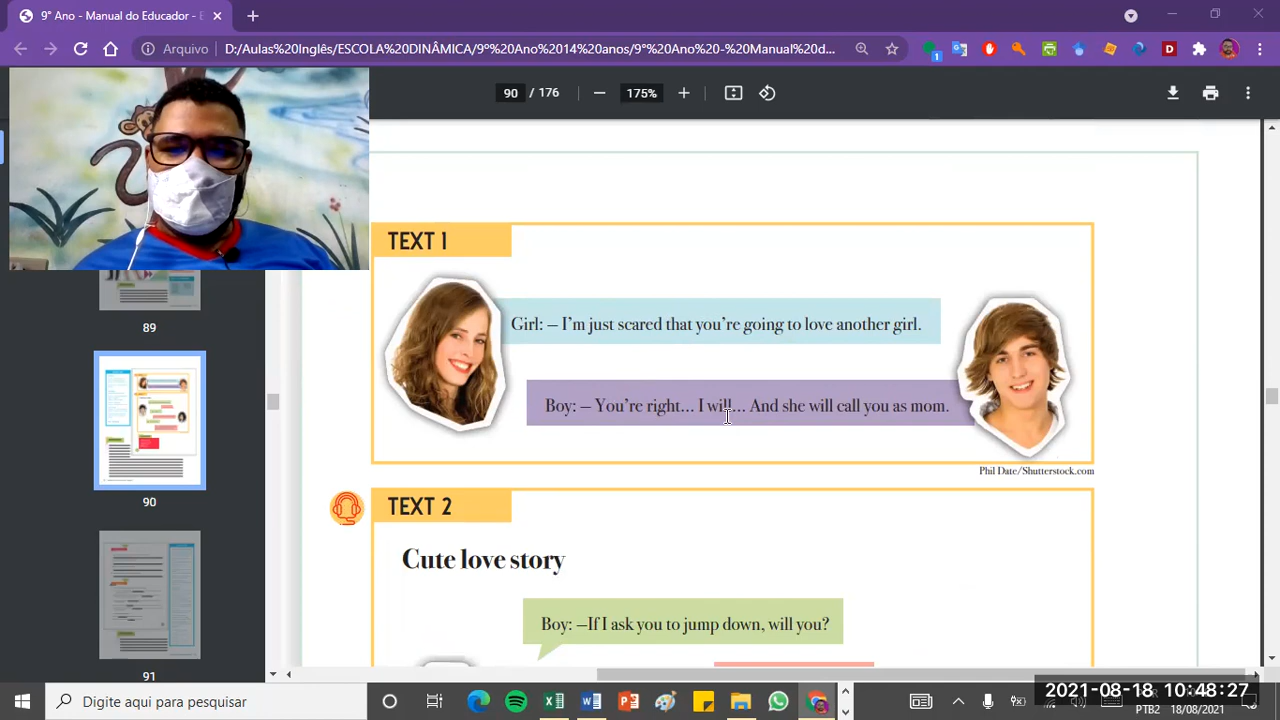 9° Ano - Manual do Educador - E
Arquivo
D:/Aulas%20Inglês/ESCOLA%20DINÂMICA/9º%20Ano%2014%20anos/9°%20Ano%20-%20Manual%20d...
1
90 / 176
175%
TEXT 1
Girl: – I'm just scared that you're going to love another girl.
Boy: – You're right... I will... And she will call you as mom.
Phil Date/Shutterstock.com
TEXT 2
Cute love story
Boy: –If I ask you to jump down, will you?
89
90
91
Digite aqui para pesquisar
2021-08-18 10:48:27
PTB2
18/08/2021